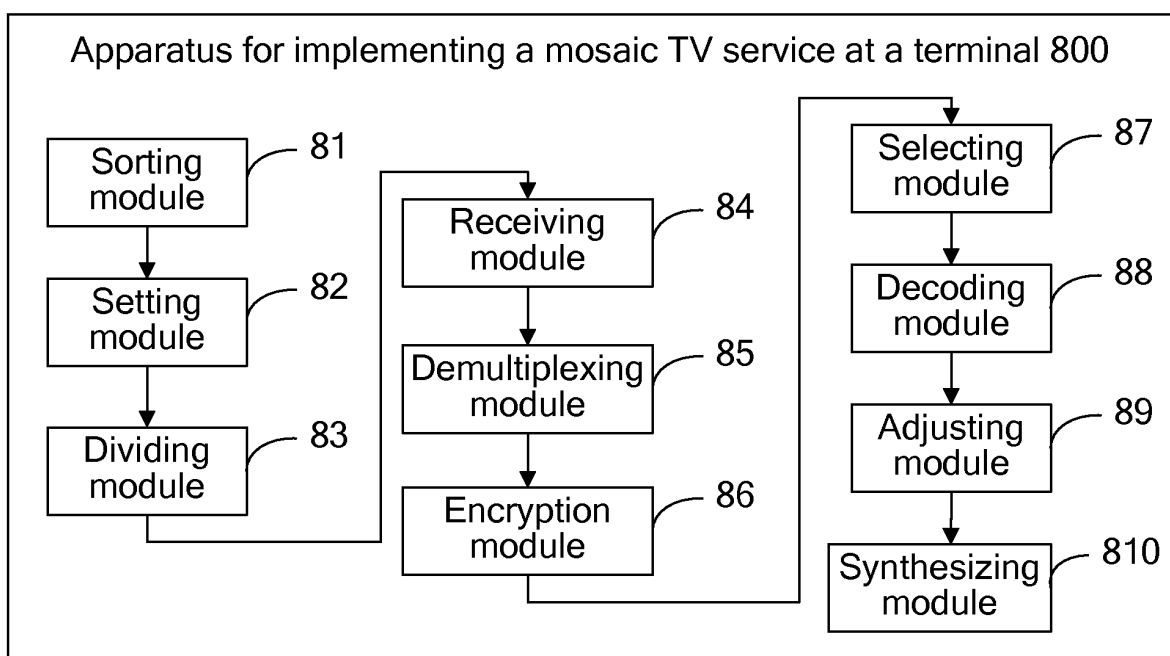 Apparatus for implementing a mosaic TV service at a terminal 800
Sorting
module
81
Setting
module
82
Dividing
module
83
Receiving
module
84
Demultiplexing
module
85
Encryption
module
86
Selecting
module
87
Decoding
module
88
Adjusting
module
89
Synthesizing
module
810